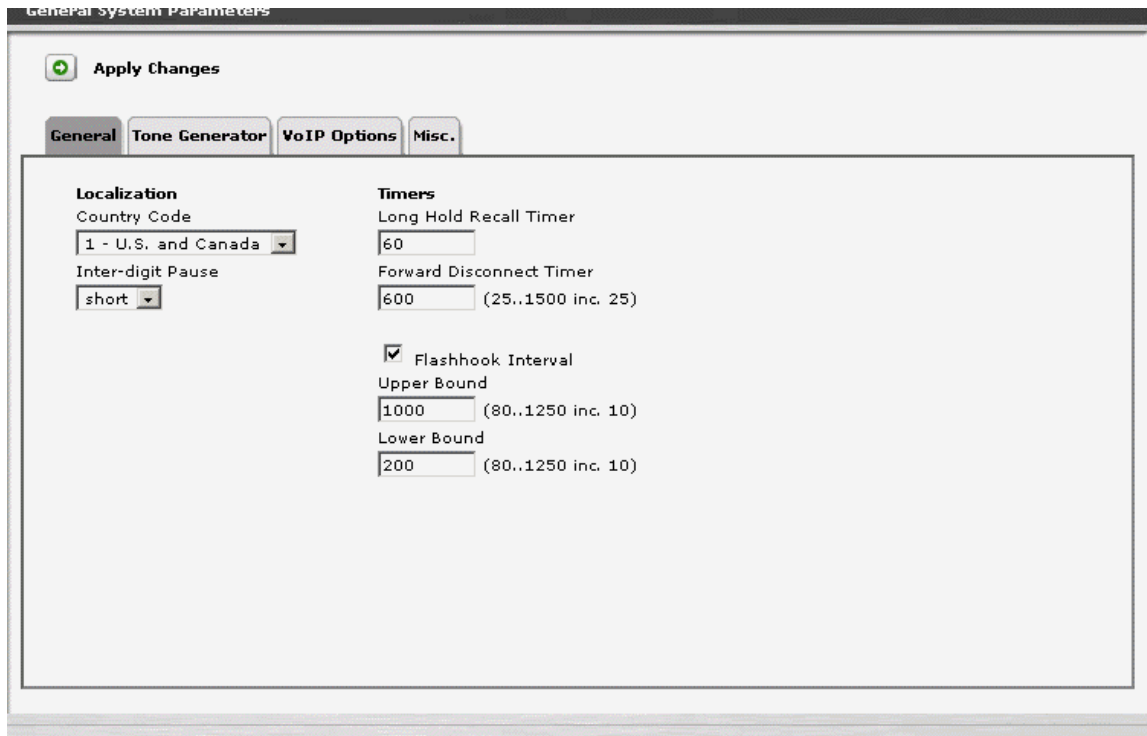 General System Parameters
Apply Changes
General Tone Generator VoIP Options Misc.
Localization
Country Code
1 - U.S. and Canada
Inter-digit Pause
short
Timers
Long Hold Recall Timer
60
Forward Disconnect Timer
600 (25..1500 inc. 25)
Flashhook Interval
Upper Bound
1000 (80..1250 inc. 10)
Lower Bound
200 (80..1250 inc. 10)